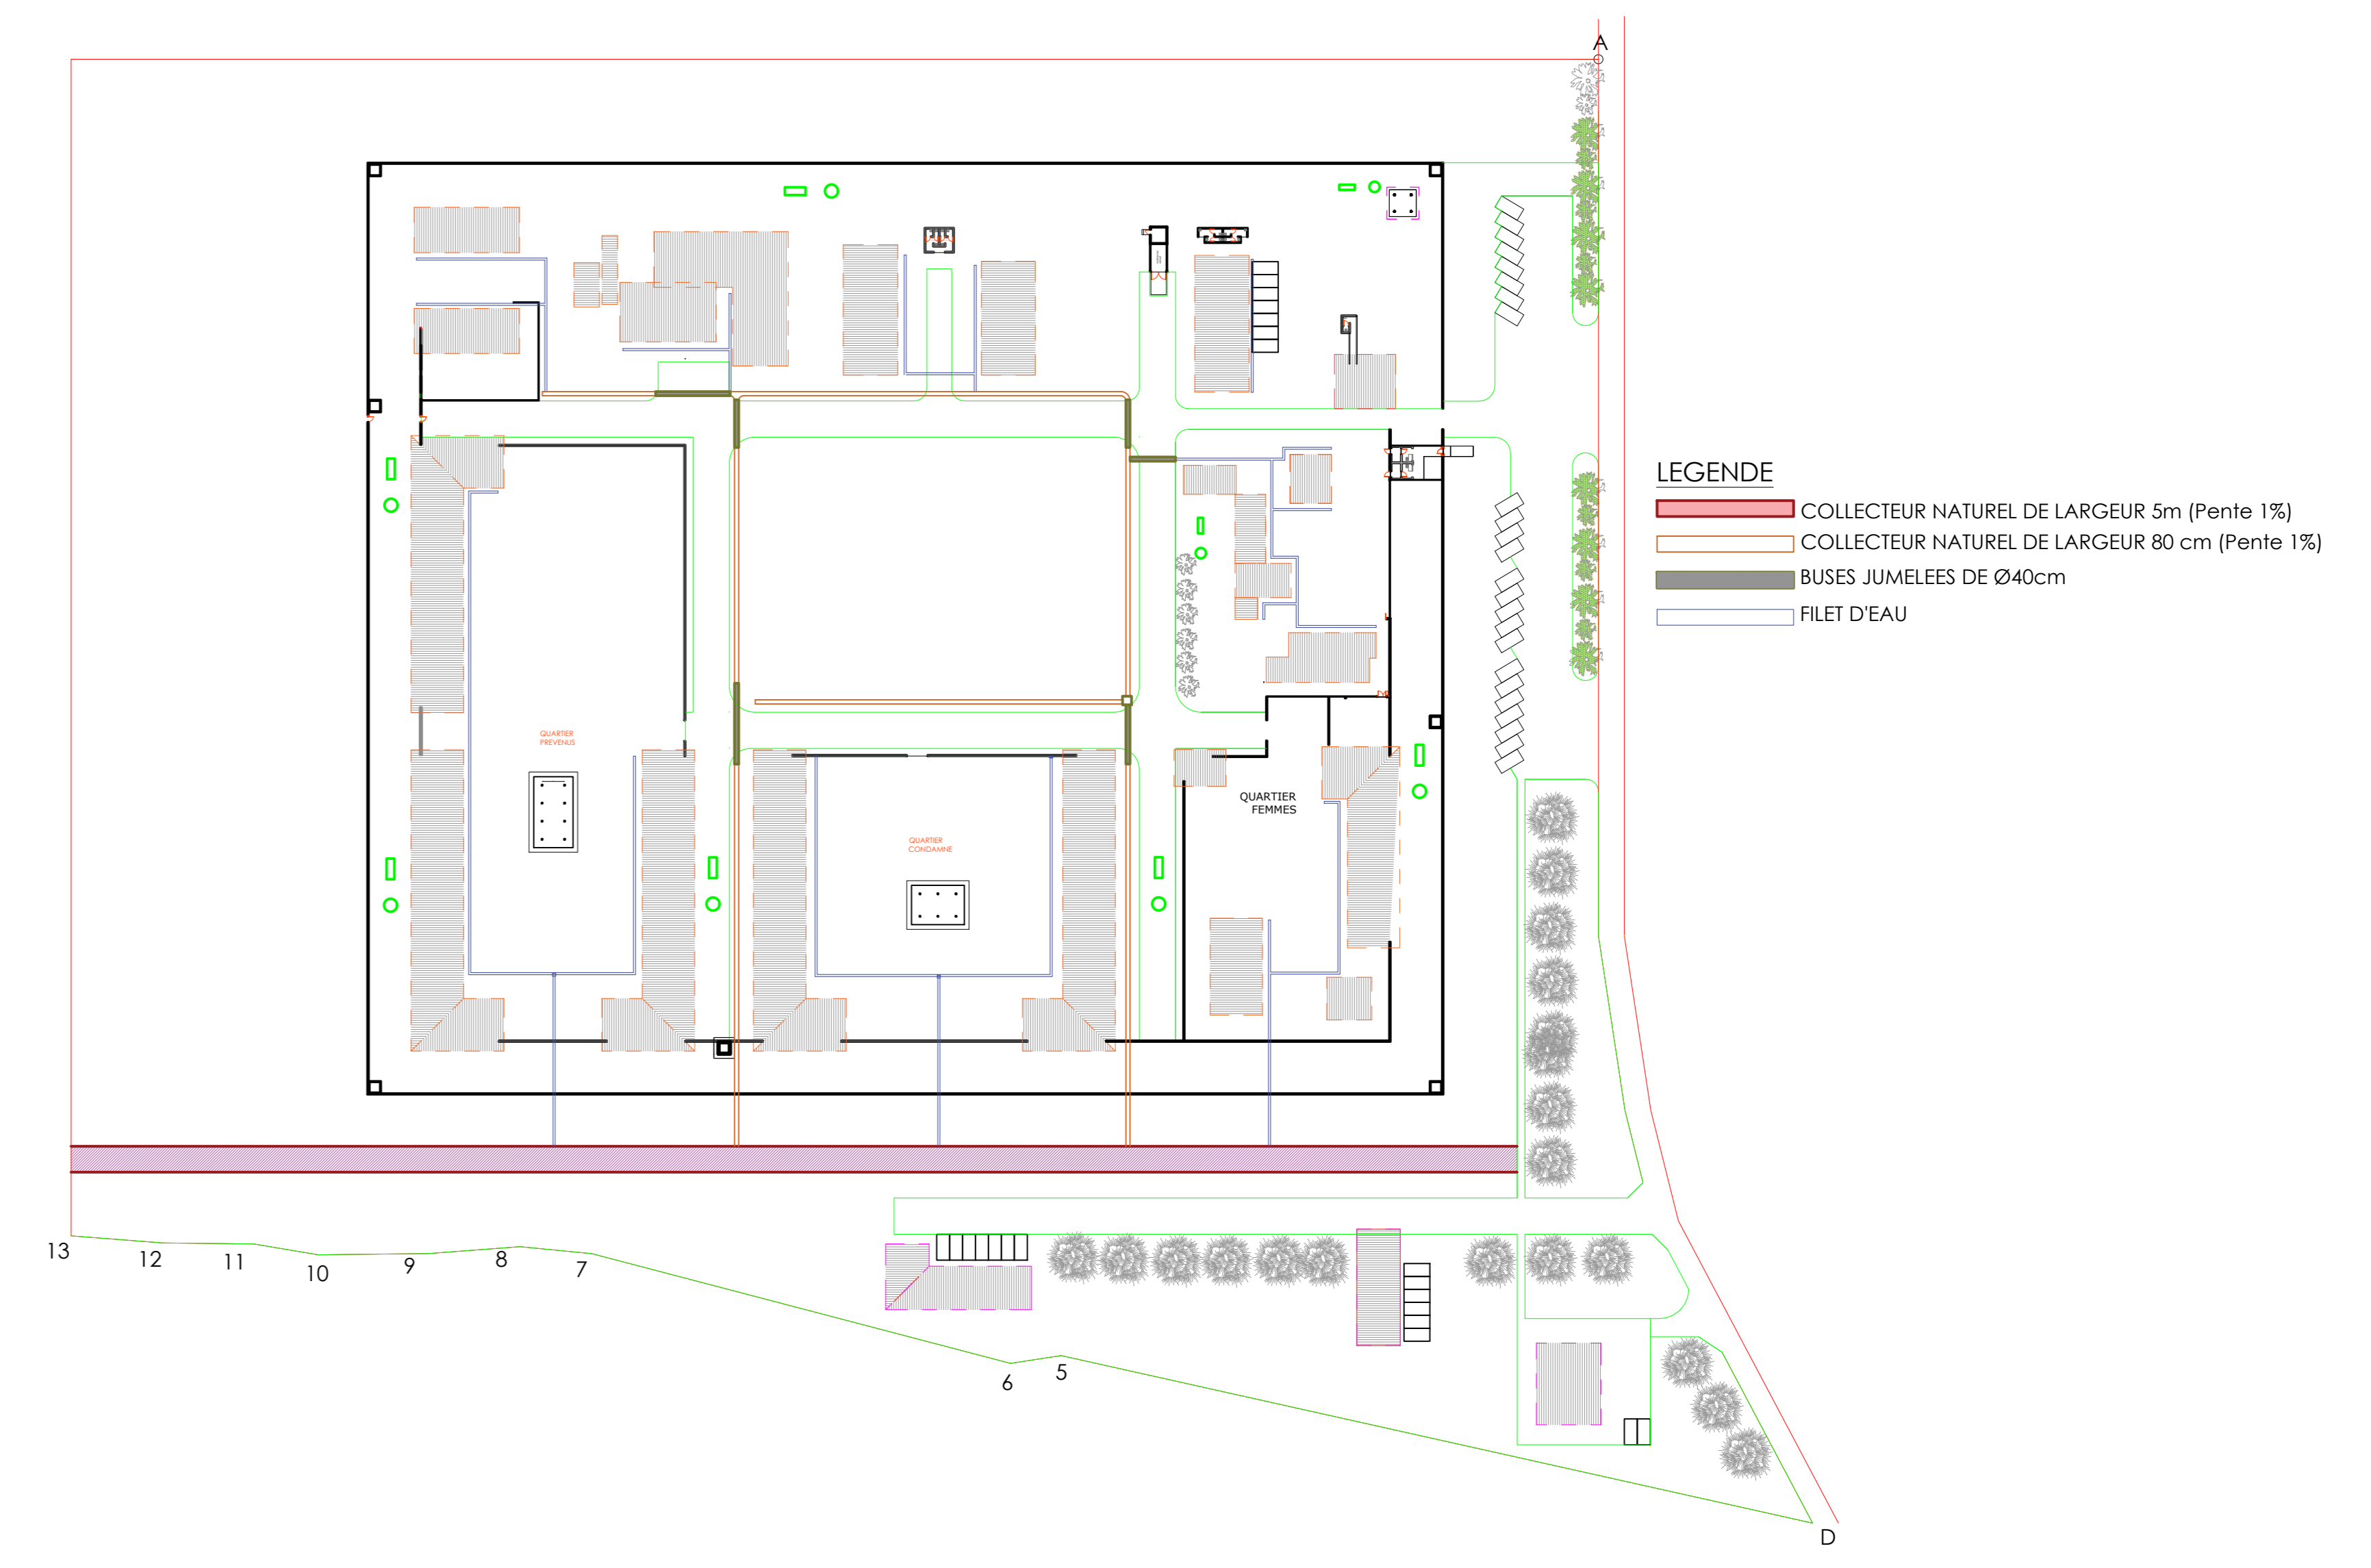 A
LEGENDE
COLLECTEUR NATUREL DE LARGEUR 5m (Pente 1%)
COLLECTEUR NATUREL DE LARGEUR 80 cm (Pente 1%)
BUSES JUMELEES DE Ø40cm
FILET D'EAU
QUARTIER
PREVENUS
QUARTIER
FEMMES
QUARTIER
CONDAMNE
13
12
11
10
9
8
7
6
5
D